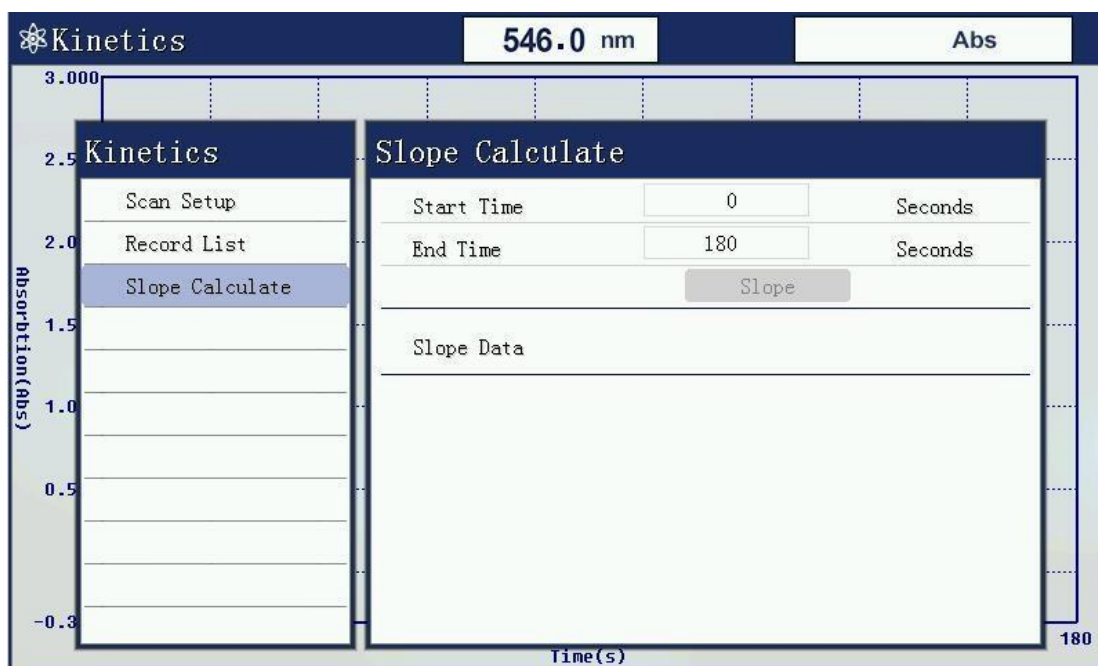 Kinetics
546.0 nm
Abs
3.000
2.5
2.0
1.5
1.0
0.5
-0.3
Absorbtion(Abs)
Kinetics
Scan Setup
Record List
Slope Calculate
Slope Calculate
Start Time 0 Seconds
End Time 180 Seconds
Slope
Slope Data
180
Time(s)